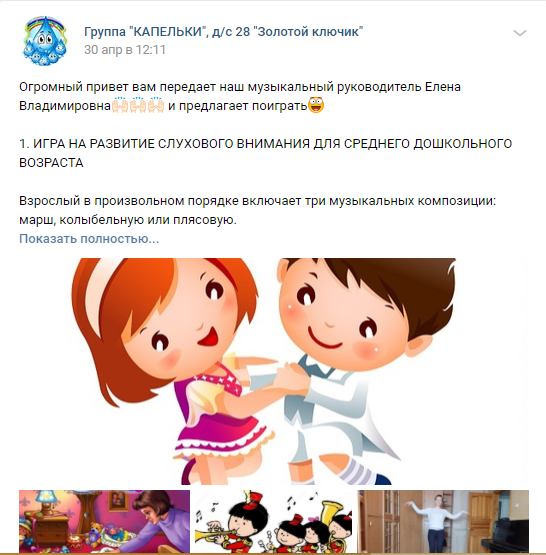 Группа "КАПЕЛЬКИ", д/с 28 "Золотой ключик"
30 апр в 12:11
Огромный привет вам передает наш музыкальный руководитель Елена
Владимировна🙌🏻🙌🏻🙌🏻 и предлагает поиграть😄
1. ИГРА НА РАЗВИТИЕ СЛУХОВОГО ВНИМАНИЯ ДЛЯ СРЕДНЕГО ДОШКОЛЬНОГО
ВОЗРАСТА
Взрослый в произвольном порядке включает три музыкальных композиции:
марш, колыбельную или плясовую.
Показать полностью...